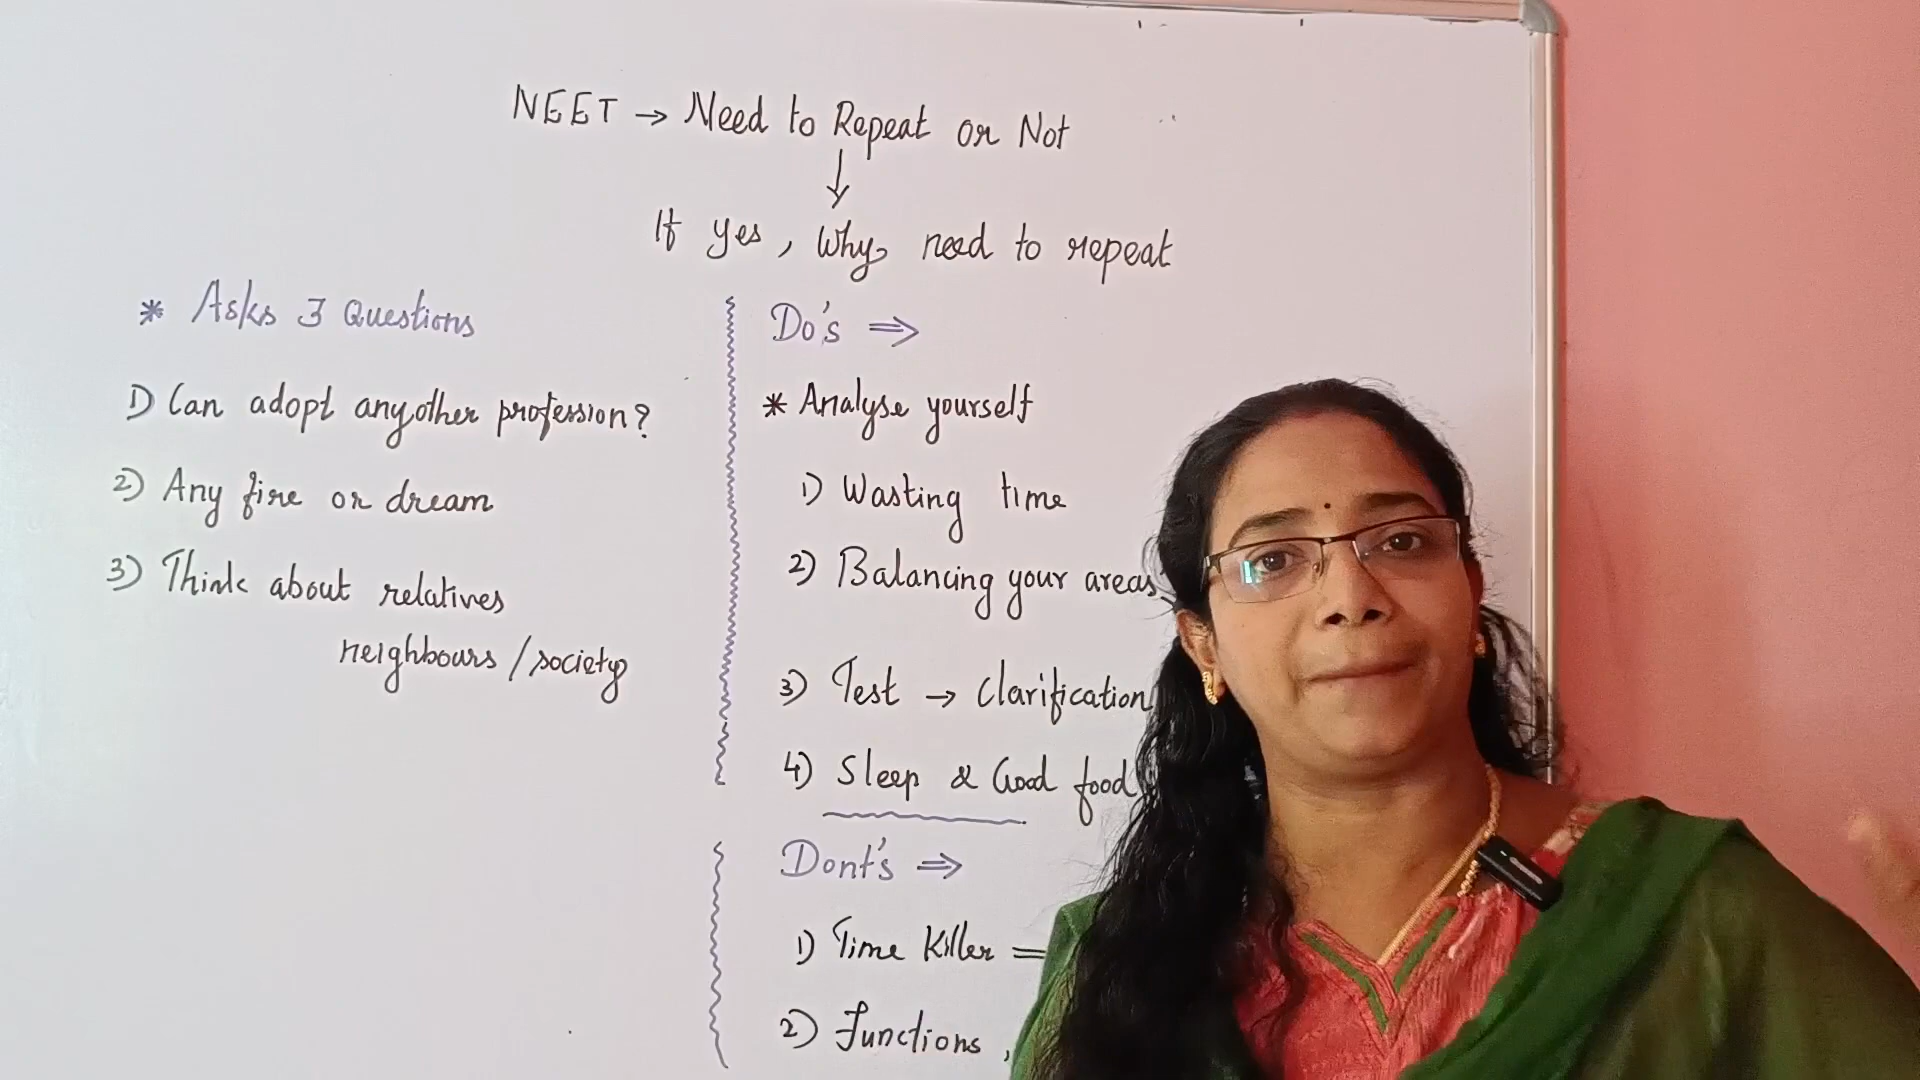 NEET → Need to Repeat or Not
↓
If yes, Why need to repeat
* Asks 3 Questions
1) Can adopt anyother profession?
2) Any fire or dream
3) Think about relatives
neighbours / society
Do's ⇒
* Analyse yourself
1) Wasting time
2) Balancing your areas
3) Test → Clarification
4) Sleep & Good food
Dont's ⇒
1) Time Killer =
2) Functions,